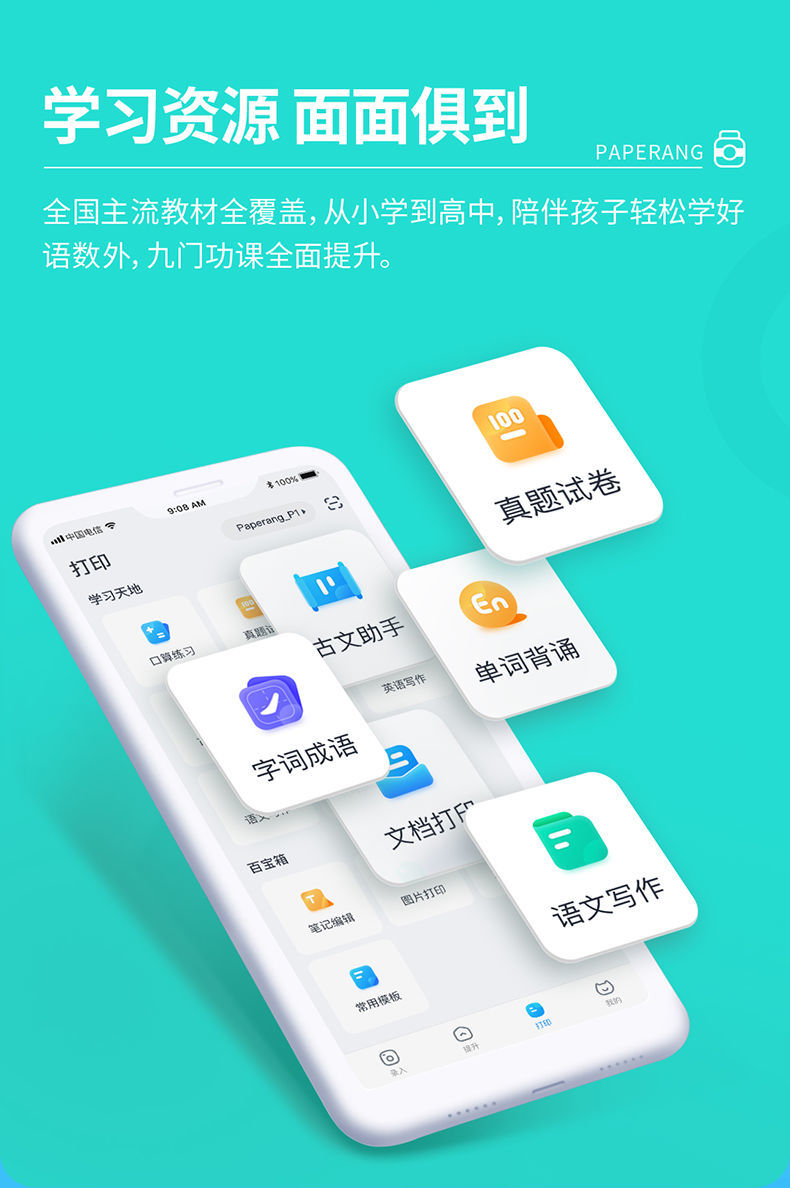 学习资源 面面俱到
PAPERANG
全国主流教材全覆盖，从小学到高中，陪伴孩子轻松学好
语数外，九门功课全面提升。
100
真题试卷
中国电信
9:08 AM
100%
打印
Paperang_P1
学习天地
口算练习
100
真题试
古文助手
En
单词背诵
英语写作
字词成语
文档打印
语文写作
百宝箱
T
笔记编辑
图片打印
常用模板
录入
提升
打印
我的